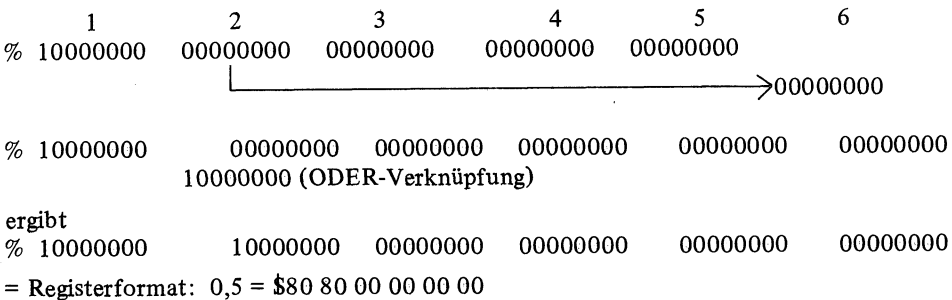 1 2 3 4 5 6
% 10000000 00000000 00000000 00000000 00000000
00000000
% 10000000 00000000 00000000 00000000 00000000 00000000
10000000 (ODER-Verknüpfung)
ergibt
% 10000000 10000000 00000000 00000000 00000000 00000000
= Registerformat: 0,5 = $80 80 00 00 00 00